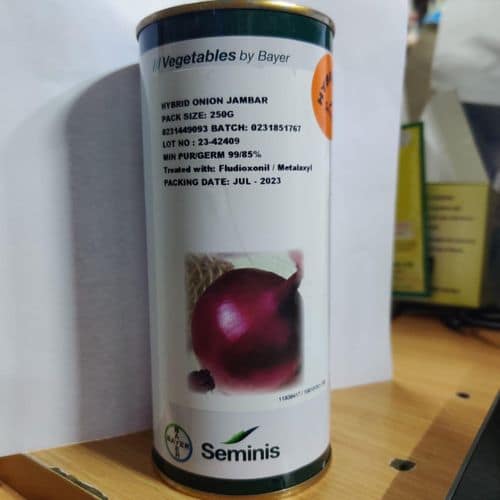 Vegetables by Bayer
HYBRID ONION JAMBAR
PACK SIZE: 250G
0231449093 BATCH: 0231851767
LOT NO : 23-42409
MIN PUR/GERM 99/85%
Treated with: Fludioxonil / Metalaxyl
PACKING DATE: JUL - 2023
BAYER
Seminis